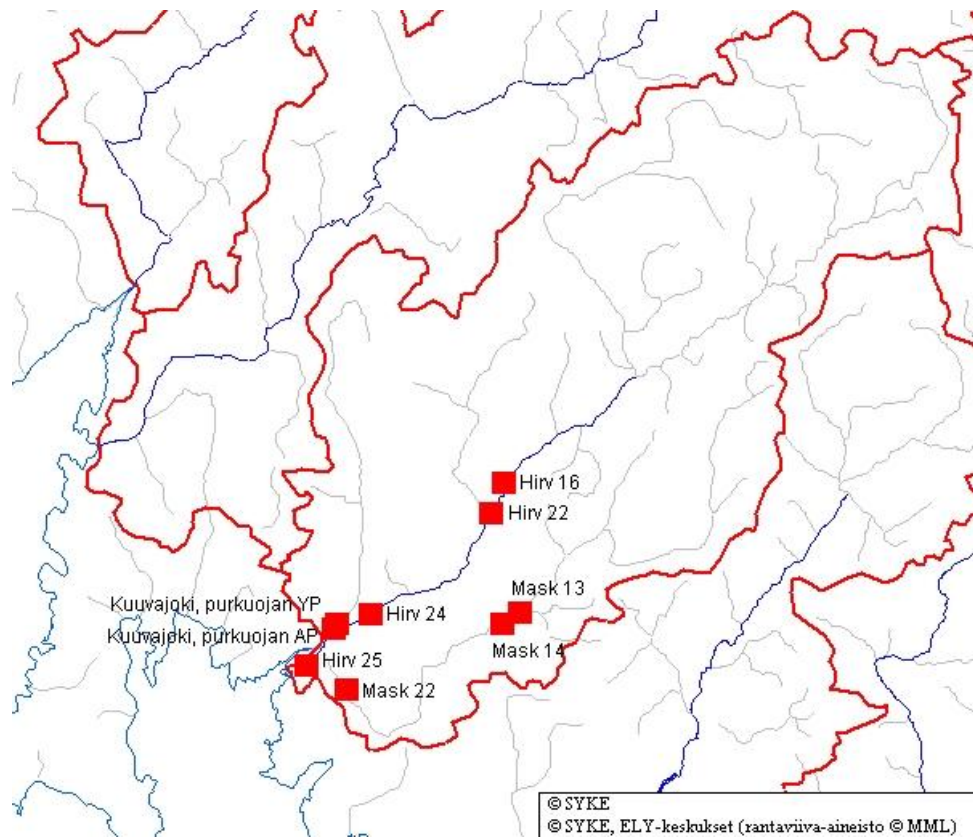 Hirv 16
Hirv 22
Mask 13
Kuuvajoki, purkuojan YP
Hirv 24
Kuuvajoki, purkuojan AP
Mask 14
Hirv 25
Mask 22
© SYKE
© SYKE, ELY-keskukset (rantaviiva-aineisto © MML)